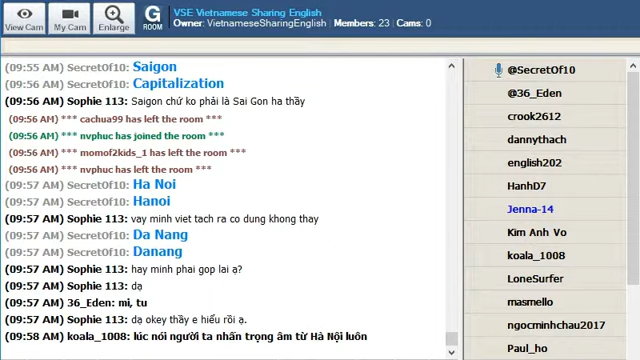 View Cam
My Cam
Enlarge
G
ROOM
VSE Vietnamese Sharing English
Owner: VietnameseSharingEnglish | Members: 23 | Cams: 0
(09:55 AM) SecretOf10: Saigon
(09:56 AM) SecretOf10: Capitalization
(09:56 AM) Sophie 113: Saigon chứ ko phải là Sai Gon ha thầy
(09:56 AM) *** cachua99 has left the room ***
(09:56 AM) *** nvphuc has joined the room ***
(09:56 AM) *** momof2kids_1 has left the room ***
(09:56 AM) *** nvphuc has left the room ***
(09:57 AM) SecretOf10: Ha Noi
(09:57 AM) SecretOf10: Hanoi
(09:57 AM) Sophie 113: vay minh viet tach ra co dung khong thay
(09:57 AM) SecretOf10: Da Nang
(09:57 AM) SecretOf10: Danang
(09:57 AM) Sophie 113: hay minh phai gop lai ạ?
(09:57 AM) Sophie 113: dạ
(09:57 AM) 36_Eden: mi, tu
(09:57 AM) Sophie 113: dạ okey thầy e hiểu rồi ạ.
(09:58 AM) koala_1008: lúc nói người ta nhấn trọng âm từ Hà Nội luôn
@SecretOf10
@36_Eden
crook2612
dannythach
english202
HanhD7
Jenna-14
Kim Anh Vo
koala_1008
LoneSurfer
masmello
ngocminhchau2017
Paul_ho